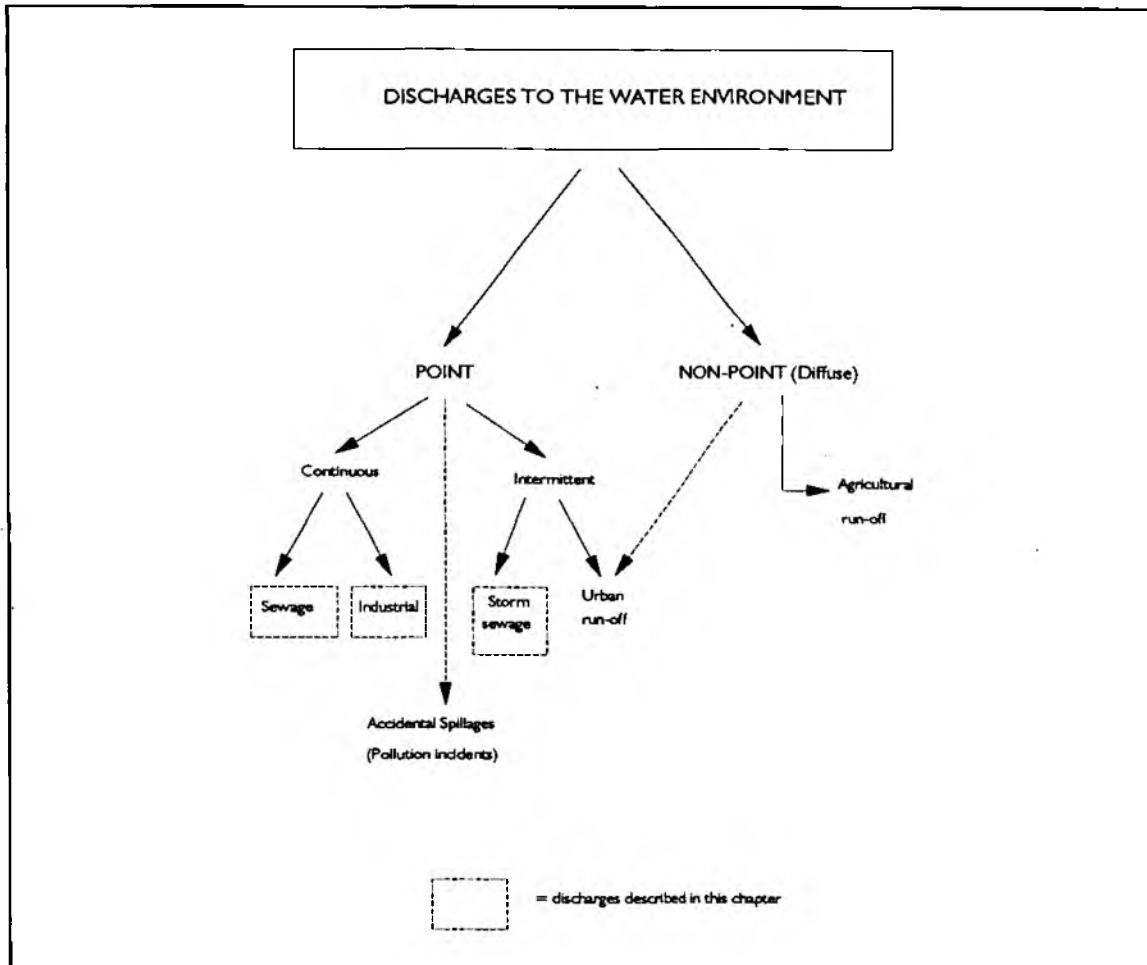 DISCHARGES TO THE WATER ENVIRONMENT
POINT
NON-POINT (Diffuse)
Continuous
Intermittent
Agricultural
run-off
Sewage
Industrial
Storm
sewage
Urban
run-off
Accidental Spillages
(Pollution incidents)
= discharges described in this chapter